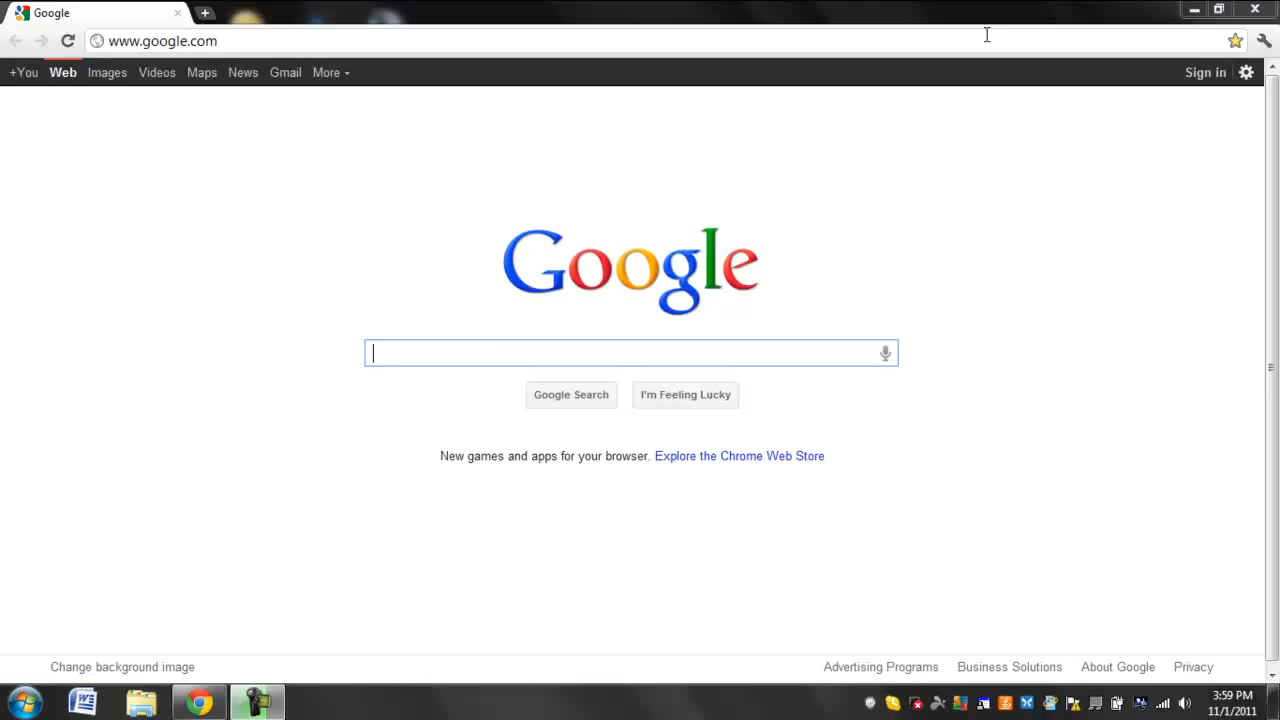 Google
www.google.com
+You Web Images Videos Maps News Gmail More Sign in
Google
Google Search I'm Feeling Lucky
New games and apps for your browser. Explore the Chrome Web Store
Change background image Advertising Programs Business Solutions About Google Privacy
3:59 PM
11/1/2011